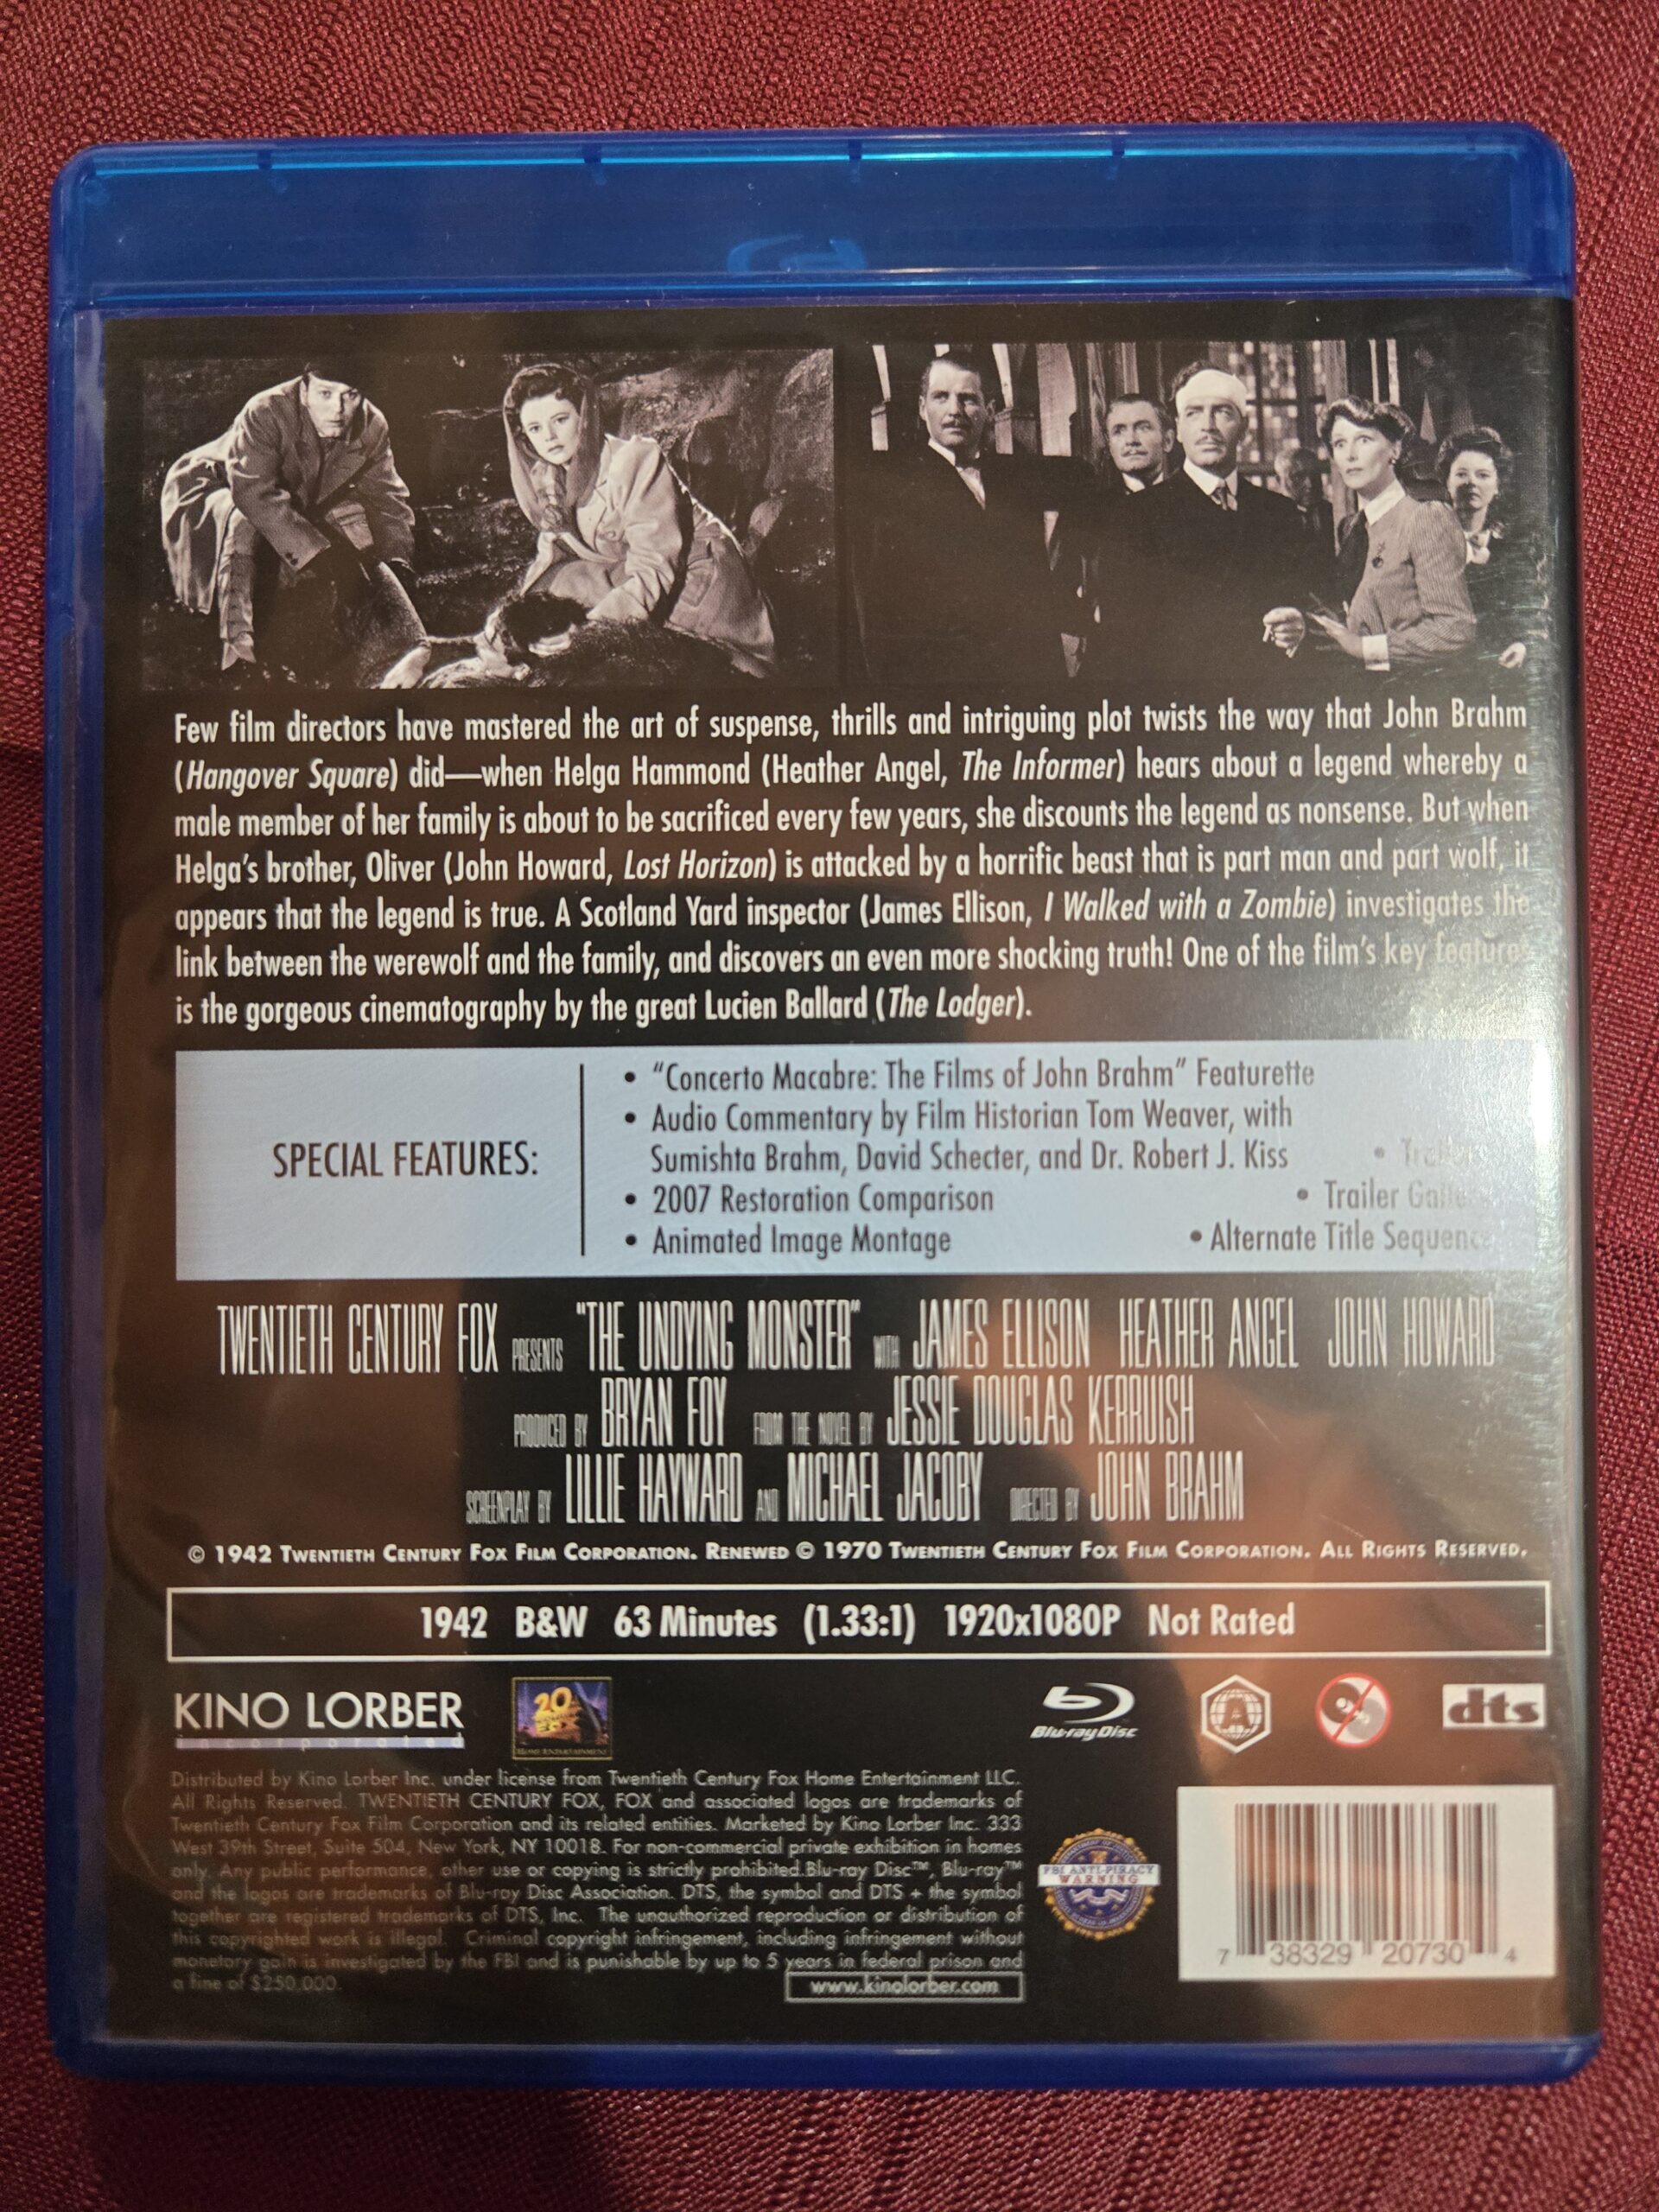 Few film directors have mastered the art of suspense, thrills and intriguing plot twists the way that John Brahm
(Hangover Square) did—when Helga Hammond (Heather Angel, The Informer) hears about a legend whereby a
male member of her family is about to be sacrificed every few years, she discounts the legend as nonsense. But when
Helga's brother, Oliver (John Howard, Lost Horizon) is attacked by a horrific beast that is part man and part wolf, it
appears that the legend is true. A Scotland Yard inspector (James Ellison, I Walked with a Zombie) investigates the
link between the werewolf and the family, and discovers an even more shocking truth! One of the film's key features
is the gorgeous cinematography by the great Lucien Ballard (The Lodger).
SPECIAL FEATURES:
• "Concerto Macabre: The Films of John Brahm" Featurette
• Audio Commentary by Film Historian Tom Weaver, with
Sumishta Brahm, David Schecter, and Dr. Robert J. Kiss
• 2007 Restoration Comparison • Trailer
• Animated Image Montage • Alternate Title Sequence
TWENTIETH CENTURY FOX PRESENTS "THE UNDYING MONSTER" WITH JAMES ELLISON HEATHER ANGEL JOHN HOWARD
PRODUCED BY BRYAN FOY FROM THE NOVEL BY JESSIE DOUGLAS KERRUISH
SCREENPLAY BY LILLIE HAYWARD AND MICHAEL JACOBY DIRECTED BY JOHN BRAHM
© 1942 TWENTIETH CENTURY FOX FILM CORPORATION. RENEWED © 1970 TWENTIETH CENTURY FOX FILM CORPORATION. ALL RIGHTS RESERVED.
1942 B&W 63 Minutes (1.33:1) 1920x1080P Not Rated
KINO LORBER
incorporated
20
FOX
HOME ENTERTAINMENT
Blu-ray Disc
A
dts
Distributed by Kino Lorber Inc. under license from Twentieth Century Fox Home Entertainment LLC.
All Rights Reserved. TWENTIETH CENTURY FOX, FOX and associated logos are trademarks of
Twentieth Century Fox Film Corporation and its related entities. Marketed by Kino Lorber Inc. 333
West 39th Street, Suite 504, New York, NY 10018. For non-commercial private exhibition in homes
only. Any public performance, other use or copying is strictly prohibited.Blu-ray Disc™, Blu-ray™
and the logos are trademarks of Blu-ray Disc Association. DTS, the symbol and DTS + the symbol
together are registered trademarks of DTS, Inc. The unauthorized reproduction or distribution of
this copyrighted work is illegal. Criminal copyright infringement, including infringement without
monetary gain is investigated by the FBI and is punishable by up to 5 years in federal prison and
a fine of $250,000.
www.kinolorber.com
FBI ANTI-PIRACY
WARNING
7 38329 20730 4